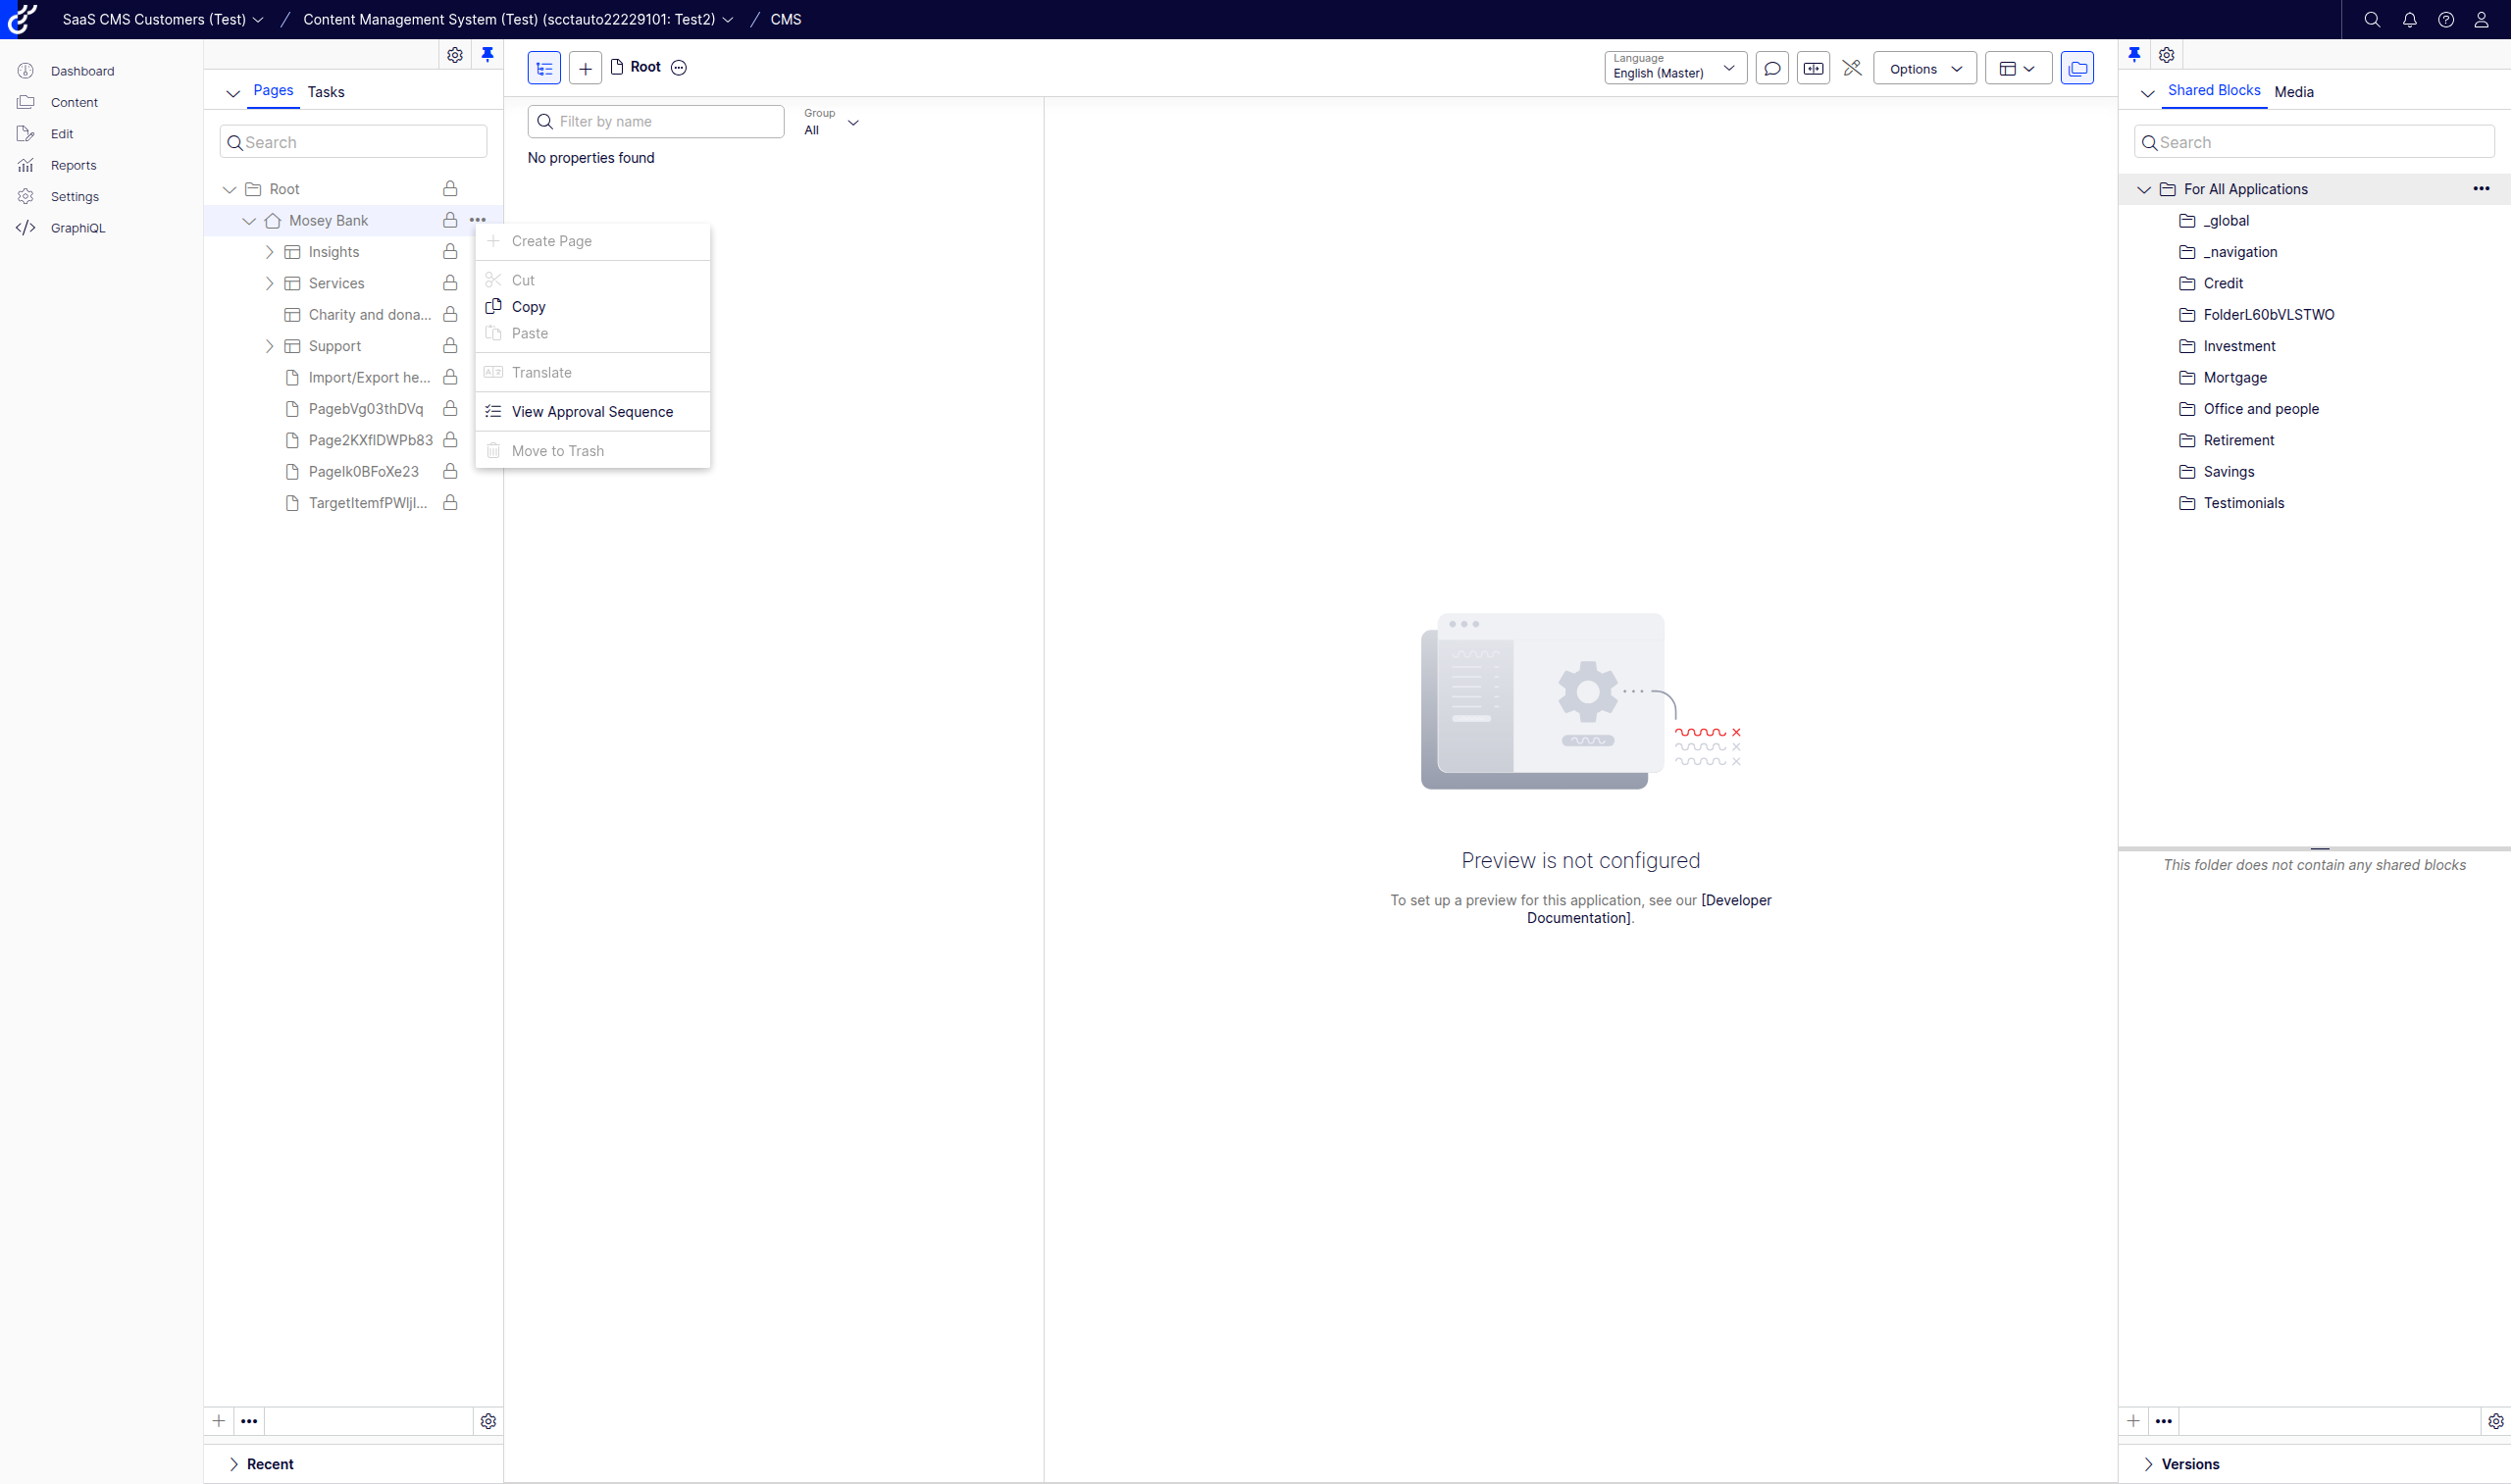 SaaS CMS Customers (Test) / Content Management System (Test) (scctauto22229101: Test2) / CMS
Dashboard
Content
Edit
Reports
Settings
GraphiQL
Pages Tasks
Search
Root
Mosey Bank
Insights
Services
Charity and dona...
Support
Import/Export he...
PagebVg03thDVq
Page2KXfIDWPb83
PageIk0BFoXe23
TargetItemfPWIjI...
Recent
Create Page
Cut
Copy
Paste
Translate
View Approval Sequence
Move to Trash
Root
Filter by name
Group
All
No properties found
Language
English (Master)
Options
Preview is not configured
To set up a preview for this application, see our [Developer
Documentation].
Shared Blocks Media
Search
For All Applications
_global
_navigation
Credit
FolderL60bVLSTWO
Investment
Mortgage
Office and people
Retirement
Savings
Testimonials
This folder does not contain any shared blocks
Versions